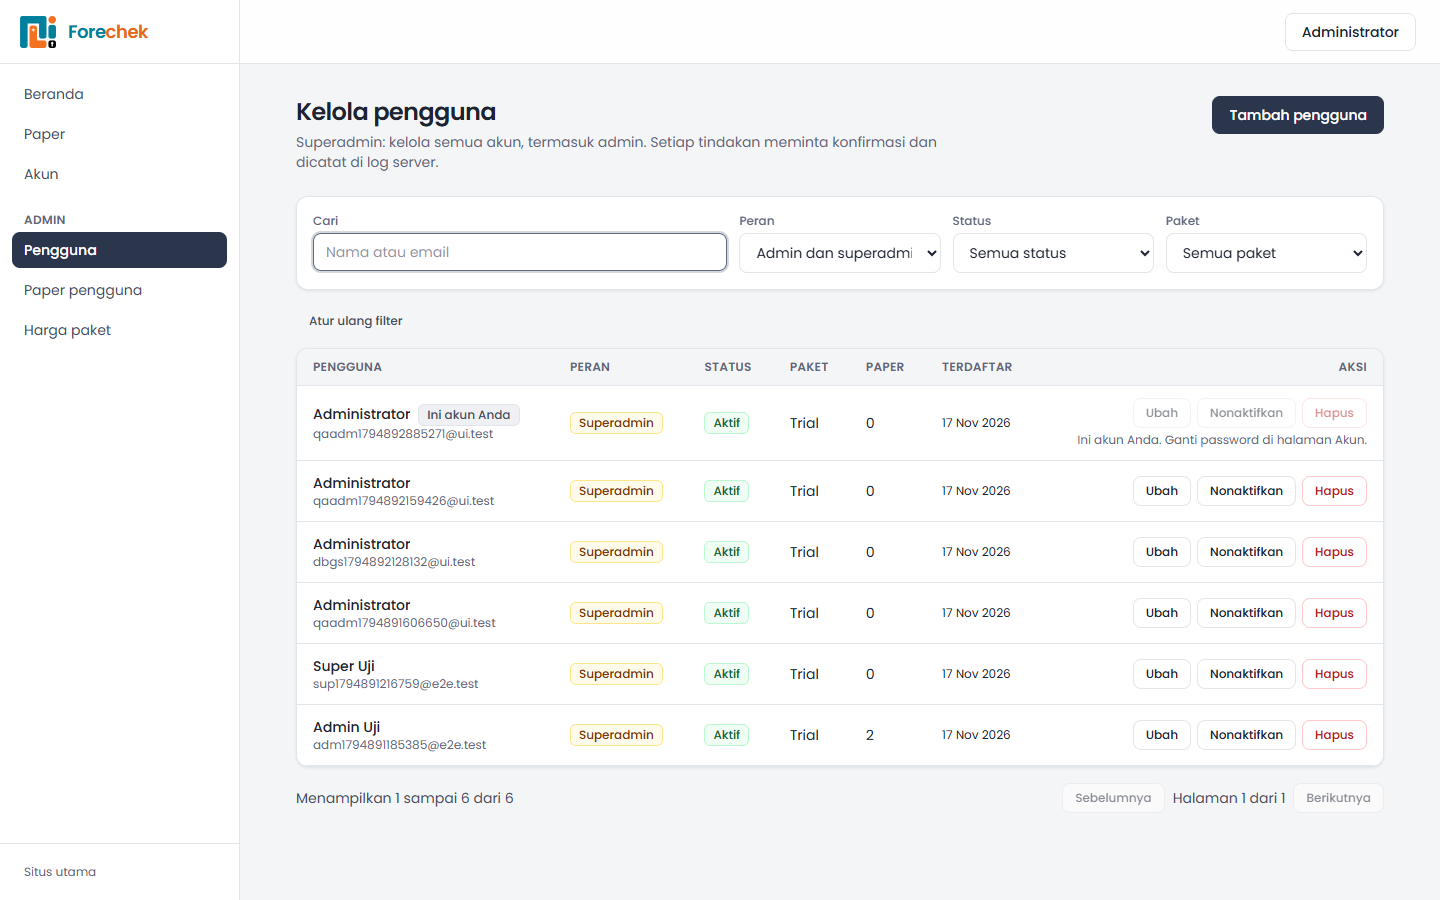 Forechek
Administrator
Beranda
Paper
Akun
ADMIN
Pengguna
Paper pengguna
Harga paket
Situs utama
Kelola pengguna
Superadmin: kelola semua akun, termasuk admin. Setiap tindakan meminta konfirmasi dan
dicatat di log server.
Tambah pengguna
Cari Peran Status Paket
Nama atau email Admin dan superadmi Semua status Semua paket
Atur ulang filter
PENGGUNA PERAN STATUS PAKET PAPER TERDAFTAR AKSI
Administrator Ini akun Anda
qaadm1794892885271@ui.test
Superadmin Aktif Trial 0 17 Nov 2026 Ubah Nonaktifkan Hapus
Ini akun Anda. Ganti password di halaman Akun.
Administrator
qaadm1794892159426@ui.test
Superadmin Aktif Trial 0 17 Nov 2026 Ubah Nonaktifkan Hapus
Administrator
dbgs1794892128132@ui.test
Superadmin Aktif Trial 0 17 Nov 2026 Ubah Nonaktifkan Hapus
Administrator
qaadm1794891606650@ui.test
Superadmin Aktif Trial 0 17 Nov 2026 Ubah Nonaktifkan Hapus
Super Uji
sup1794891216759@e2e.test
Superadmin Aktif Trial 0 17 Nov 2026 Ubah Nonaktifkan Hapus
Admin Uji
adm1794891185385@e2e.test
Superadmin Aktif Trial 2 17 Nov 2026 Ubah Nonaktifkan Hapus
Menampilkan 1 sampai 6 dari 6
Sebelumnya Halaman 1 dari 1 Berikutnya